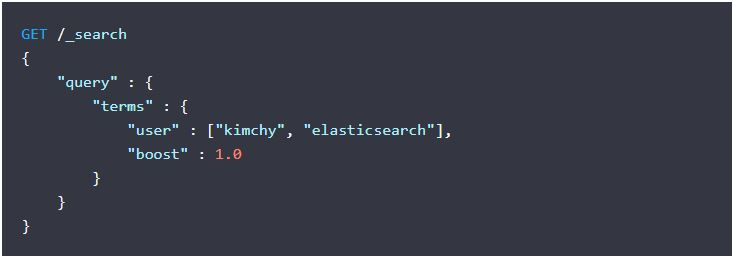 GET /_search
{
    "query" : {
        "terms" : {
            "user" : ["kimchy", "elasticsearch"],
            "boost" : 1.0
        }
    }
}